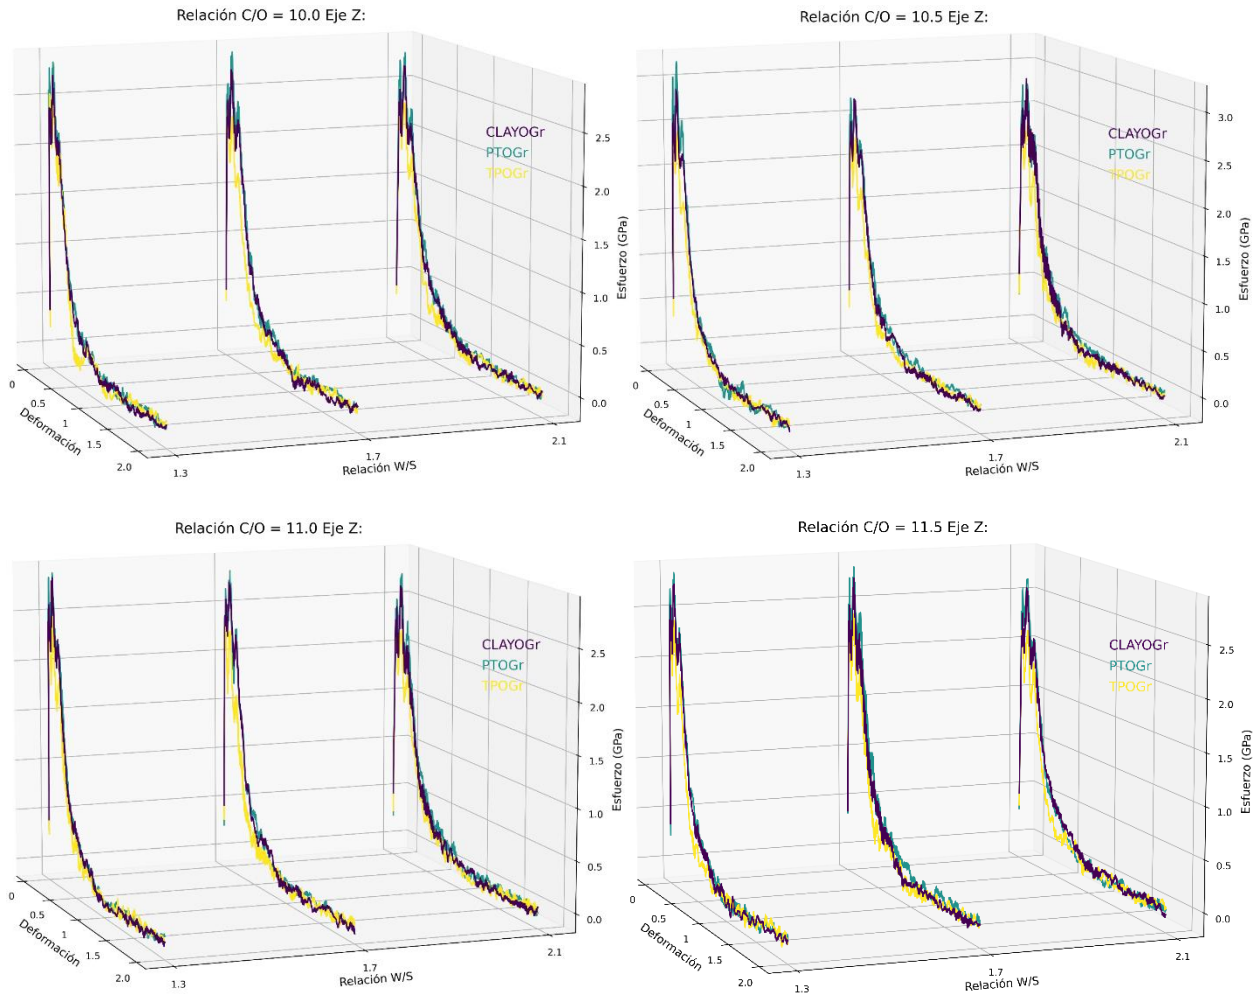 Relación C/O = 10.0 Eje Z:
CLAYOGr
PTOGr
TPOGr
2.5
2.0
1.5
1.0
0.5
0.0
Esfuerzo (GPa)
0
0.5
1
1.5
2.0
Deformación
1.3
1.7
2.1
Relación W/S
Relación C/O = 10.5 Eje Z:
CLAYOGr
PTOGr
TPOGr
3.0
2.5
2.0
1.5
1.0
0.5
0.0
Esfuerzo (GPa)
0
0.5
1
1.5
2.0
Deformación
1.3
1.7
2.1
Relación W/S
Relación C/O = 11.0 Eje Z:
CLAYOGr
PTOGr
TPOGr
2.5
2.0
1.5
1.0
0.5
0.0
Esfuerzo (GPa)
0
0.5
1
1.5
2.0
Deformación
1.3
1.7
2.1
Relación W/S
Relación C/O = 11.5 Eje Z:
CLAYOGr
PTOGr
TPOGr
2.5
2.0
1.5
1.0
0.5
0.0
Esfuerzo (GPa)
0
0.5
1
1.5
2.0
Deformación
1.3
1.7
2.1
Relación W/S